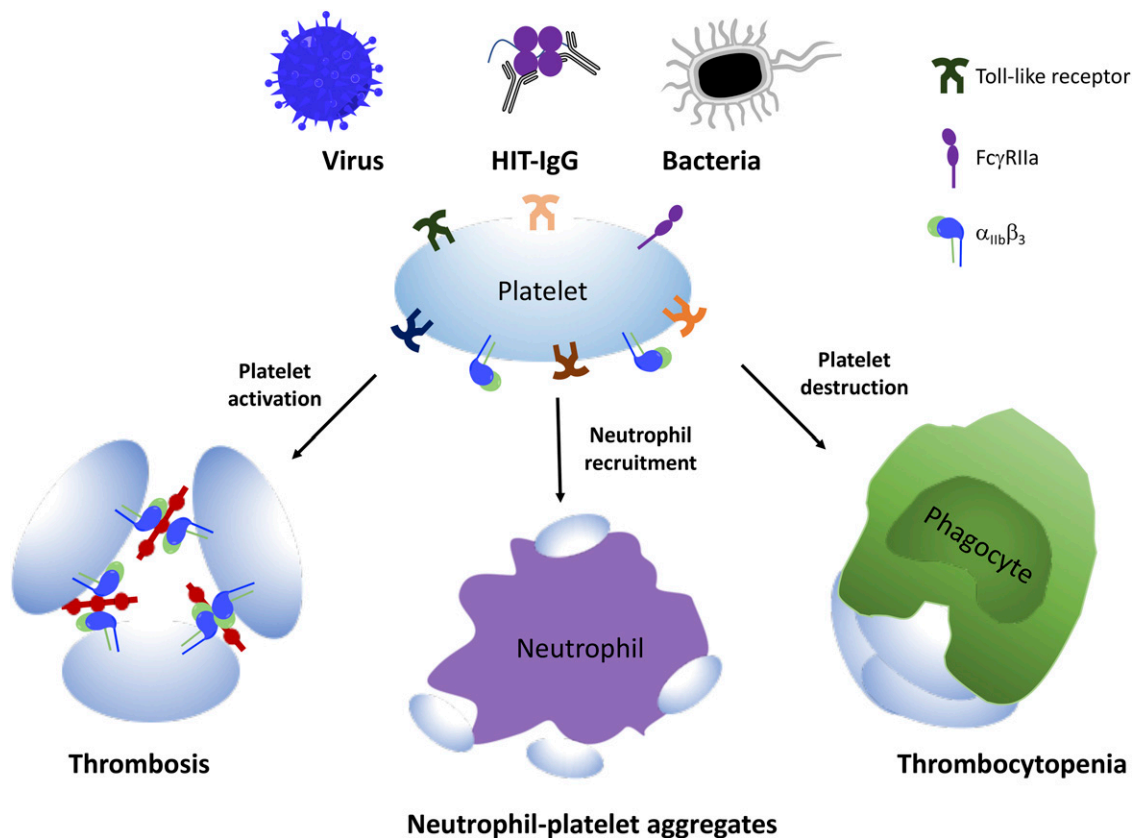 Virus
HIT-IgG
Bacteria
Toll-like receptor
FcγRIIa
αIIbβ3
Platelet
Platelet
activation
Neutrophil
recruitment
Platelet
destruction
Neutrophil
Phagocyte
Thrombosis
Neutrophil-platelet aggregates
Thrombocytopenia